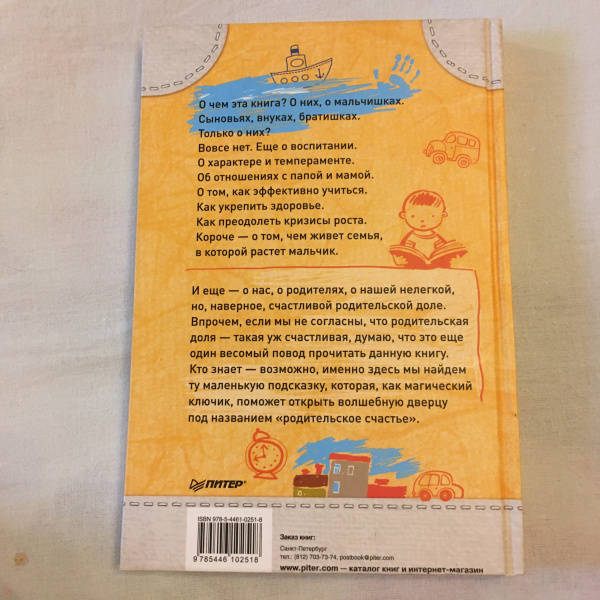 О чем эта книга? О них, о мальчишках.
Сыновьях, внуках, братишках.
Только о них?
Вовсе нет. Еще о воспитании.
О характере и темпераменте.
Об отношениях с папой и мамой.
О том, как эффективно учиться.
Как укрепить здоровье.
Как преодолеть кризисы роста.
Короче — о том, чем живет семья,
в которой растет мальчик.
И еще — о нас, о родителях, о нашей нелегкой,
но, наверное, счастливой родительской доле.
Впрочем, если мы не согласны, что родительская
доля — такая уж счастливая, думаю, что это еще
один весомый повод прочитать данную книгу.
Кто знает — возможно, именно здесь мы найдем
ту маленькую подсказку, которая, как магический
ключик, поможет открыть волшебную дверцу
под названием «родительское счастье».
ПИТЕР®
ISBN 978-5-4461-0251-8
9 785446 102518
Заказ книг:
Санкт-Петербург
тел.: (812) 703-73-74, postbook@piter.com
www.piter.com — каталог книг и интернет-магазин